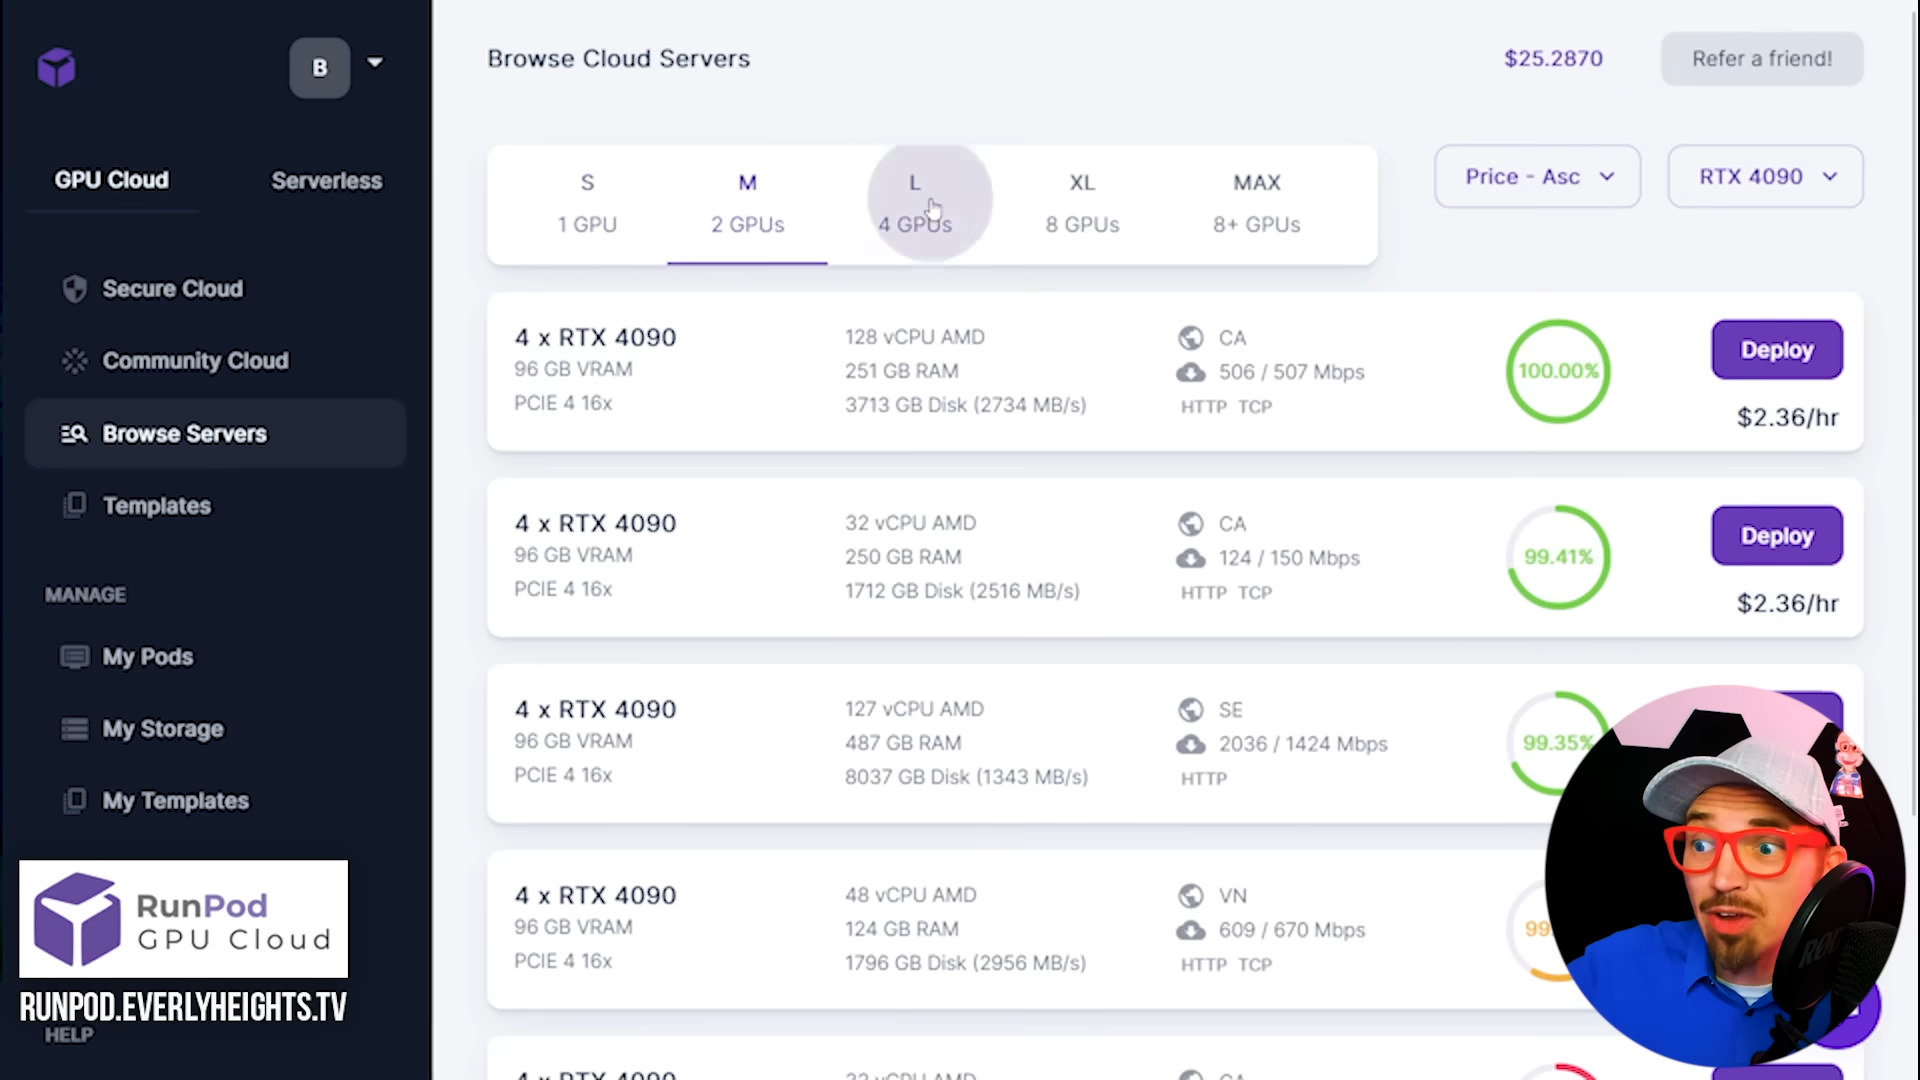 B
GPU Cloud
Serverless
Secure Cloud
Community Cloud
Browse Servers
Templates
MANAGE
My Pods
My Storage
My Templates
RunPod
GPU Cloud
RUNPOD.EVERLYHEIGHTS.TV
HELP
Browse Cloud Servers
$25.2870
Refer a friend!
S
1 GPU
M
2 GPUs
L
4 GPUs
XL
8 GPUs
MAX
8+ GPUs
Price - Asc
RTX 4090
4 x RTX 4090
96 GB VRAM
PCIE 4 16x
128 vCPU AMD
251 GB RAM
3713 GB Disk (2734 MB/s)
CA
506 / 507 Mbps
HTTP TCP
100.00%
Deploy
$2.36/hr
4 x RTX 4090
96 GB VRAM
PCIE 4 16x
32 vCPU AMD
250 GB RAM
1712 GB Disk (2516 MB/s)
CA
124 / 150 Mbps
HTTP TCP
99.41%
Deploy
$2.36/hr
4 x RTX 4090
96 GB VRAM
PCIE 4 16x
127 vCPU AMD
487 GB RAM
8037 GB Disk (1343 MB/s)
SE
2036 / 1424 Mbps
HTTP
99.35%
4 x RTX 4090
96 GB VRAM
PCIE 4 16x
48 vCPU AMD
124 GB RAM
1796 GB Disk (2956 MB/s)
VN
609 / 670 Mbps
HTTP TCP
99.
4 x RTX 4090
32 vCPU AMD
CA